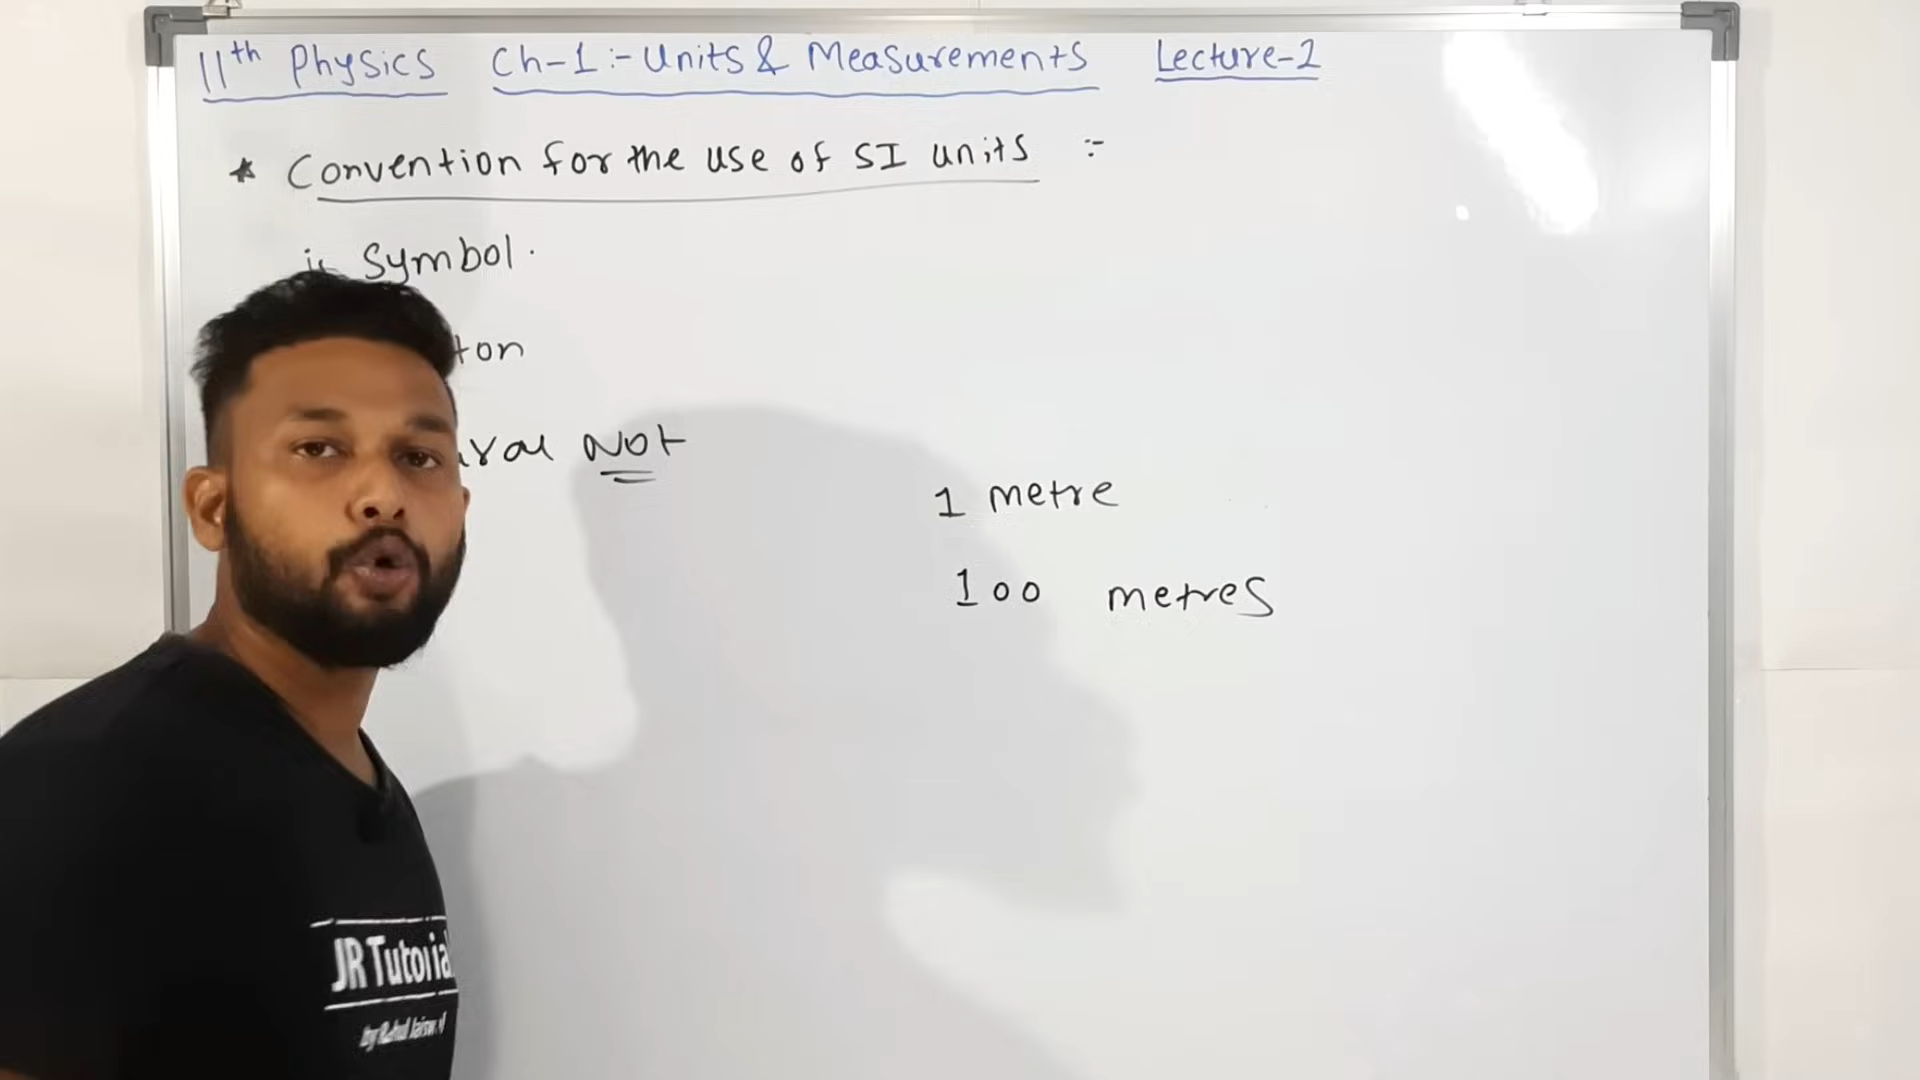 11th Physics Ch-1:- Units & Measurements Lecture-2
* Convention for the use of SI units :-
Symbol.
ton
Not
1 metre
100 metres
JR Tutorial
by